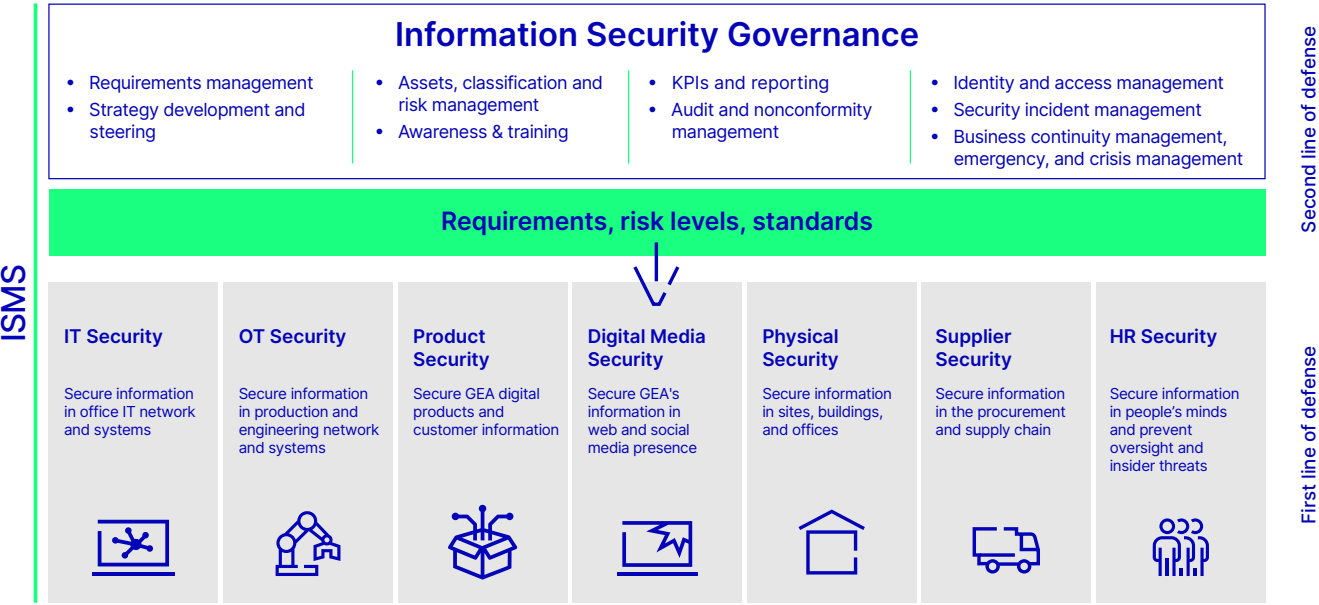 Information Security Governance
• Requirements management
• Strategy development and
steering
• Assets, classification and
risk management
• Awareness & training
• KPIs and reporting
• Audit and nonconformity
management
• Identity and access management
• Security incident management
• Business continuity management,
emergency, and crisis management
Second line of defense
Requirements, risk levels, standards
ISMS
IT Security
Secure information
in office IT network
and systems
OT Security
Secure information
in production and
engineering network
and systems
Product
Security
Secure GEA digital
products and
customer information
Digital Media
Security
Secure GEA's
information in
web and social
media presence
Physical
Security
Secure information
in sites, buildings,
and offices
Supplier
Security
Secure information
in the procurement
and supply chain
HR Security
Secure information
in people’s minds
and prevent
oversight and
insider threats
First line of defense